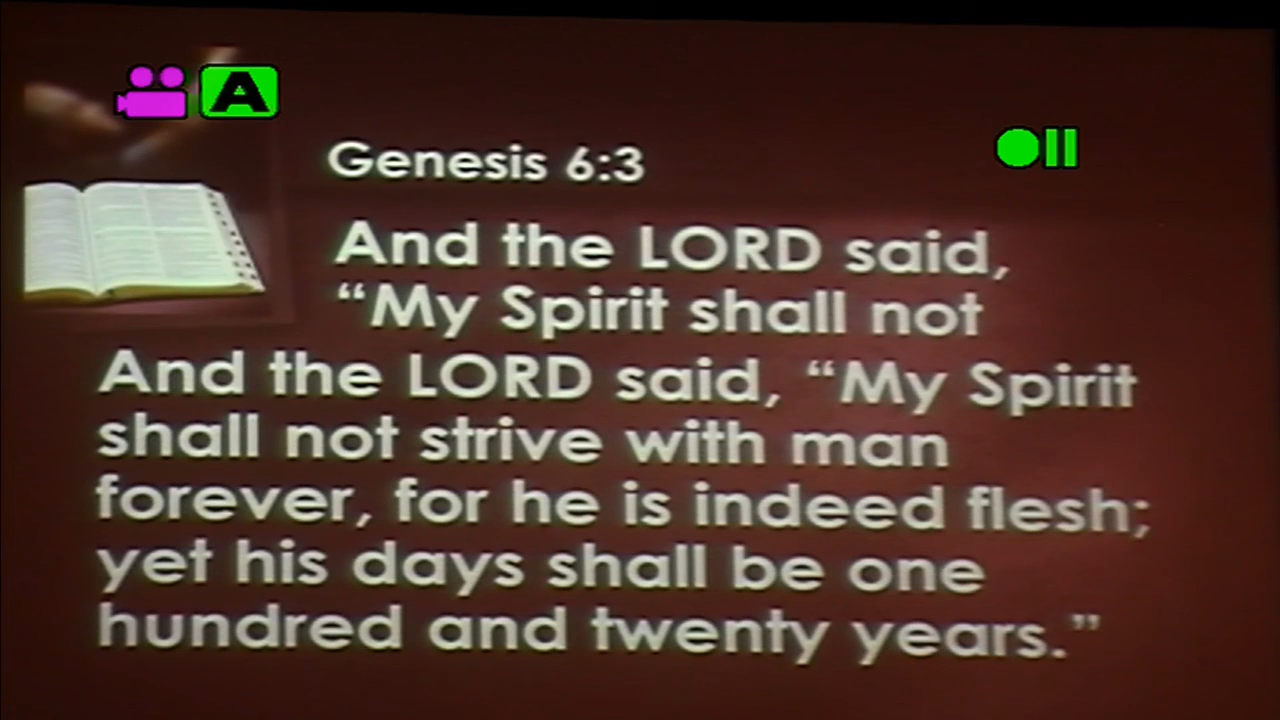 A
Genesis 6:3
And the LORD said,
“My Spirit shall not
And the LORD said, “My Spirit
shall not strive with man
forever, for he is indeed flesh;
yet his days shall be one
hundred and twenty years.”